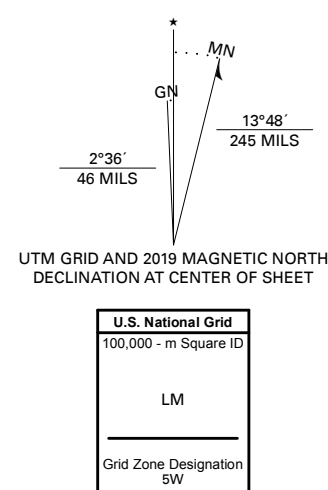 ★
MN
GN
13°48´
245 MILS
2°36´
46 MILS
UTM GRID AND 2019 MAGNETIC NORTH
DECLINATION AT CENTER OF SHEET
U.S. National Grid
100,000 - m Square ID
LM
Grid Zone Designation
5W